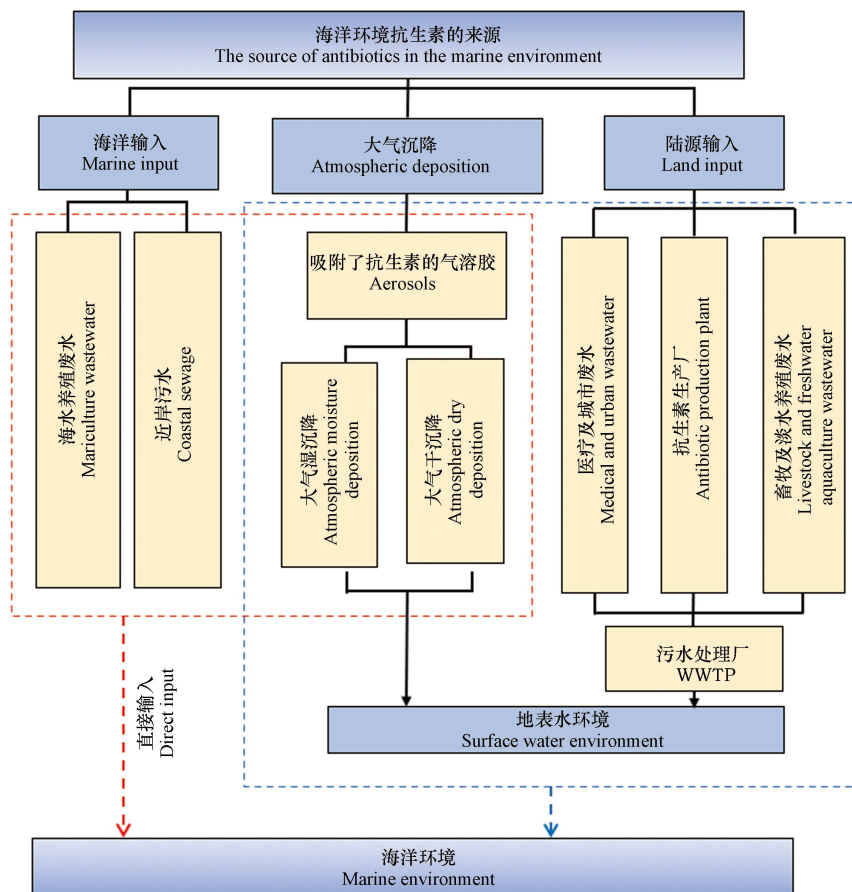 海洋环境抗生素的来源
The source of antibiotics in the marine environment
海洋输入
Marine input
大气沉降
Atmospheric deposition
陆源输入
Land input
海水养殖废水
Mariculture wastewater
近岸污水
Coastal sewage
吸附了抗生素的气溶胶
Aerosols
大气湿沉降
Atmospheric moisture
deposition
大气干沉降
Atmospheric dry
deposition
医疗及城市废水
Medical and urban wastewater
抗生素生产厂
Antibiotic production plant
畜牧及淡水养殖废水
Livestock and freshwater
aquaculture wastewater
污水处理厂
WWTP
直接输入
Direct input
地表水环境
Surface water environment
海洋环境
Marine environment